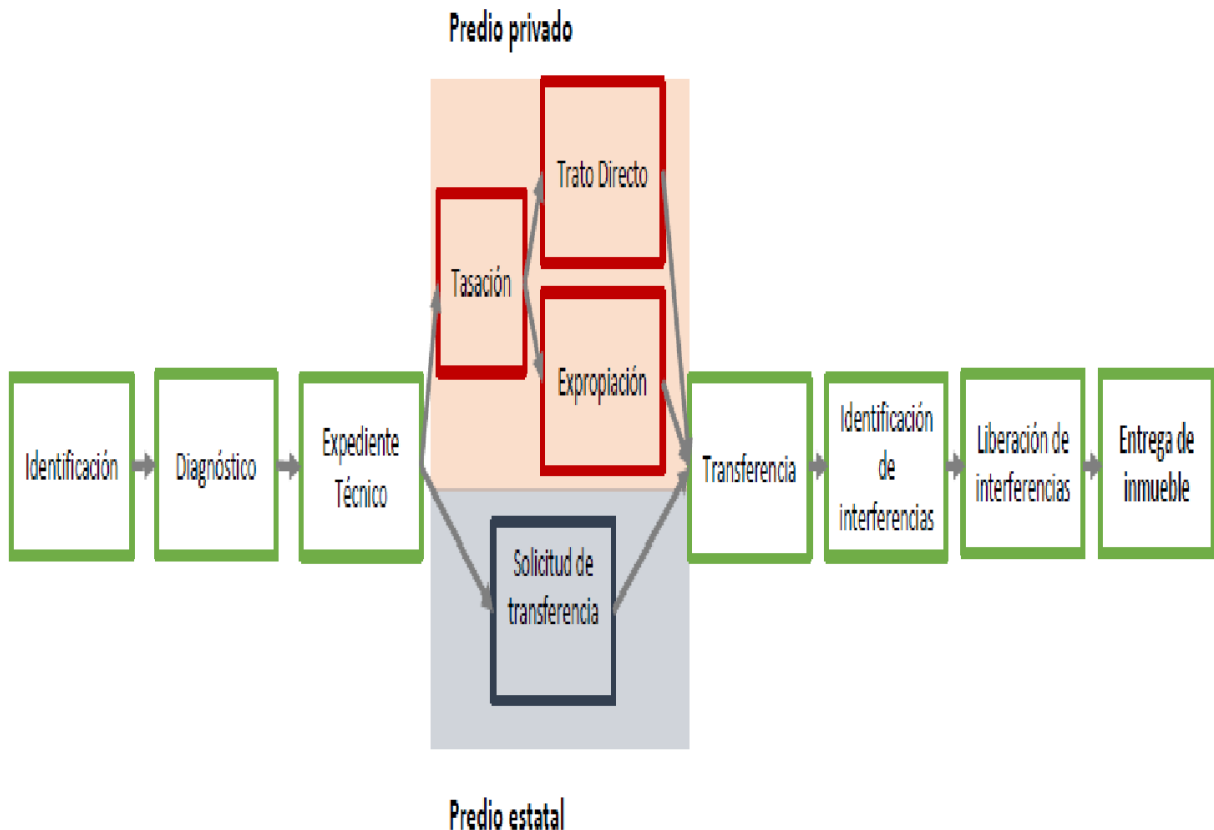 Predio privado
Trato Directo
Tasación
Expropiación
Identificación
Diagnóstico
Expediente
Técnico
Solicitud de
transferencia
Transferencia
Identificación
de
interferencias
Liberación de
interferencias
Entrega de
inmueble
Predio estatal